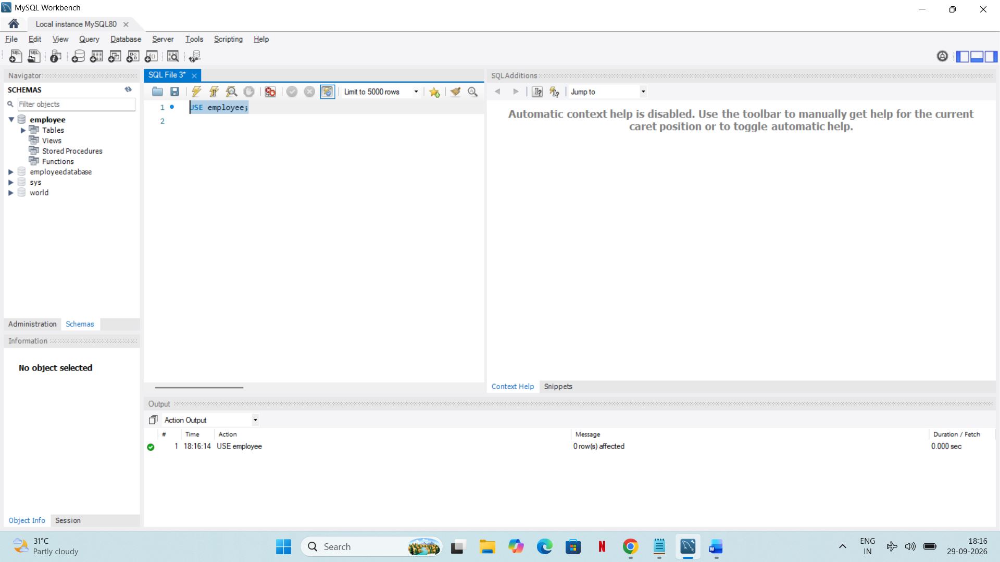 MySQL Workbench
Local instance MySQL80
File Edit View Query Database Server Tools Scripting Help
Navigator
SCHEMAS
Filter objects
employee
Tables
Views
Stored Procedures
Functions
employeedatabase
sys
world
Administration Schemas
Information
No object selected
Object Info Session
SQL File 3*
Limit to 5000 rows
1 USE employee;
2
SQLAdditions
Jump to
Automatic context help is disabled. Use the toolbar to manually get help for the current
caret position or to toggle automatic help.
Context Help Snippets
Output
Action Output
# Time Action Message Duration / Fetch
1 18:16:14 USE employee 0 row(s) affected 0.000 sec
31°C
Partly cloudy
Search
ENG
IN
18:16
29-09-2026